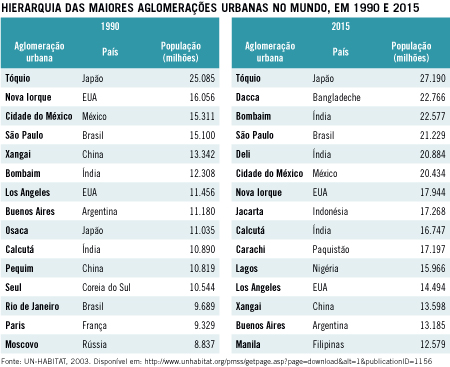 HIERARQUIA DAS MAIORES AGLOMERAÇÕES URBANAS NO MUNDO, EM 1990 E 2015
1990
Aglomeração urbana País População (milhões)
Tóquio Japão 25.085
Nova Iorque EUA 16.056
Cidade do México México 15.311
São Paulo Brasil 15.100
Xangai China 13.342
Bombaim Índia 12.308
Los Angeles EUA 11.456
Buenos Aires Argentina 11.180
Osaca Japão 11.035
Calcutá Índia 10.890
Pequim China 10.819
Seul Coreia do Sul 10.544
Rio de Janeiro Brasil 9.689
Paris França 9.329
Moscovo Rússia 8.837
2015
Aglomeração urbana País População (milhões)
Tóquio Japão 27.190
Dacca Bangladeche 22.766
Bombaim Índia 22.577
São Paulo Brasil 21.229
Deli Índia 20.884
Cidade do México México 20.434
Nova Iorque EUA 17.944
Jacarta Indonésia 17.268
Calcutá Índia 16.747
Carachi Paquistão 17.197
Lagos Nigéria 15.966
Los Angeles EUA 14.494
Xangai China 13.598
Buenos Aires Argentina 13.185
Manila Filipinas 12.579
Fonte: UN-HABITAT, 2003. Disponível em: http://www.unhabitat.org/pmss/getpage.asp?page=download&alt=1&publicationID=1156